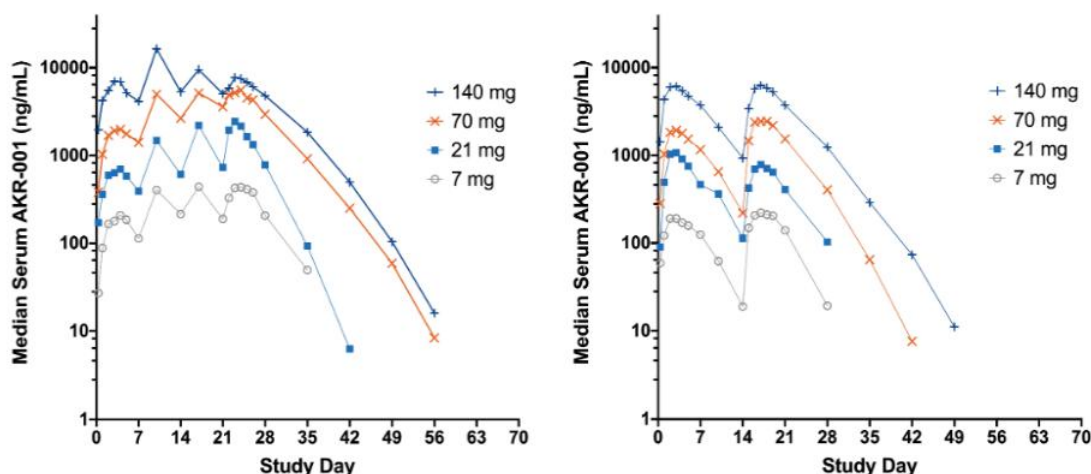 Median Serum AKR-001 (ng/mL)
10000
1000
100
10
1
0 7 14 21 28 35 42 49 56 63 70
Study Day
140 mg
70 mg
21 mg
7 mg
Median Serum AKR-001 (ng/mL)
10000
1000
100
10
1
0 7 14 21 28 35 42 49 56 63 70
Study Day
140 mg
70 mg
21 mg
7 mg